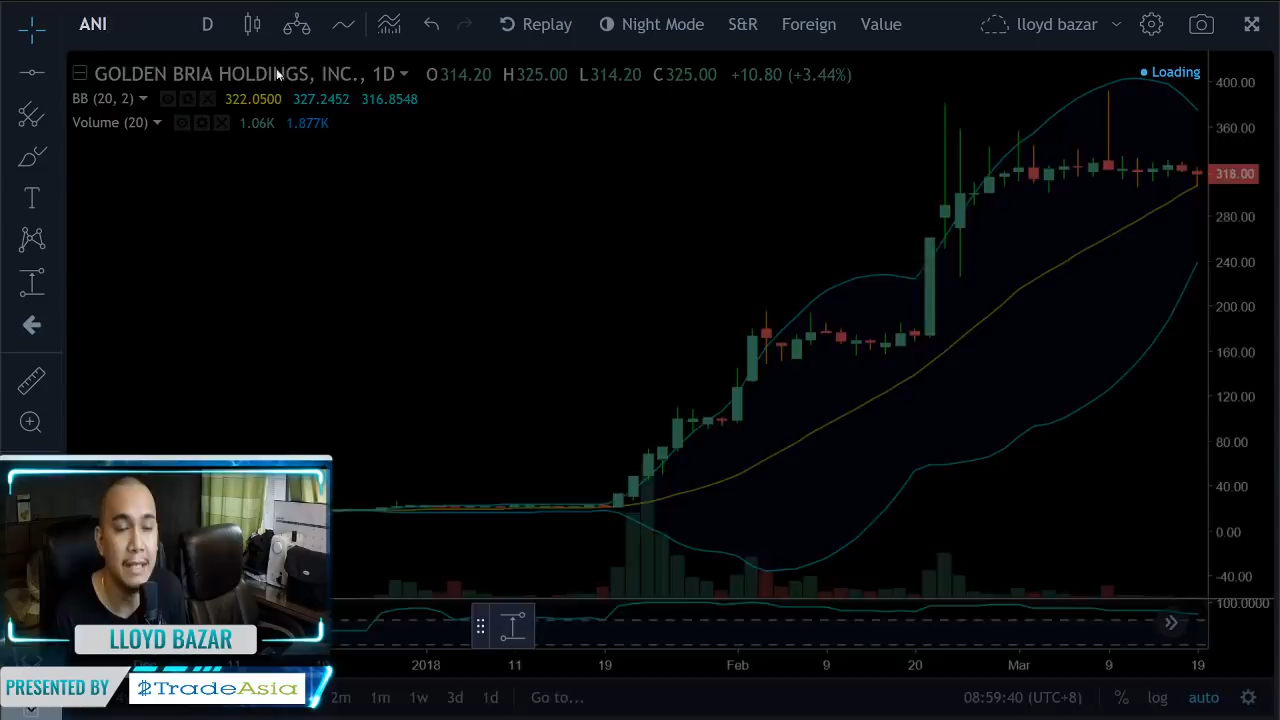 ANI D Replay Night Mode S&R Foreign Value lloyd bazar
GOLDEN BRIA HOLDINGS, INC., 1D O314.20 H325.00 L314.20 C325.00 +10.80 (+3.44%) Loading
BB (20, 2) 322.0500 327.2452 316.8548
Volume (20) 1.06K 1.877K
400.00
360.00
318.00
280.00
240.00
200.00
160.00
120.00
80.00
40.00
0.00
-40.00
100.0000
2018 11 19 Feb 9 20 Mar 9 19
2m 1m 1w 3d 1d Go to... 08:59:40 (UTC+8) % log auto
LLOYD BAZAR
PRESENTED BY TradeAsia